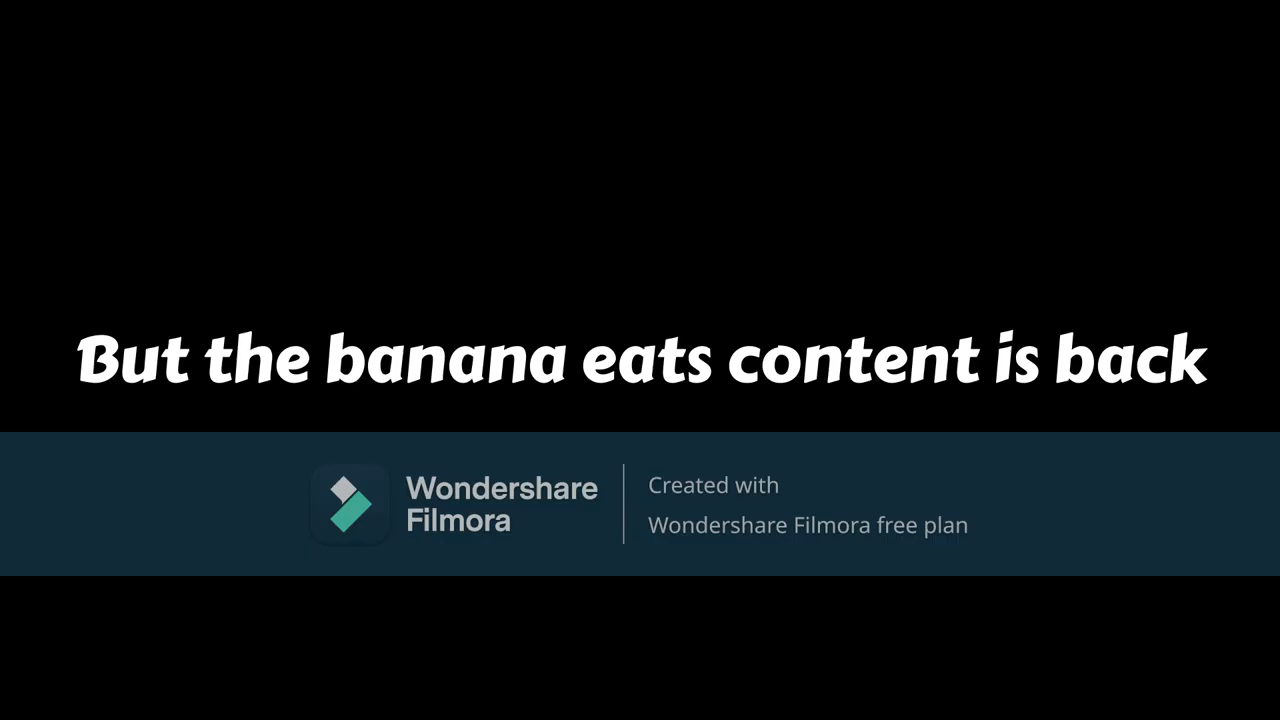 But the banana eats content is back
Wondershare
Filmora
Created with
Wondershare Filmora free plan